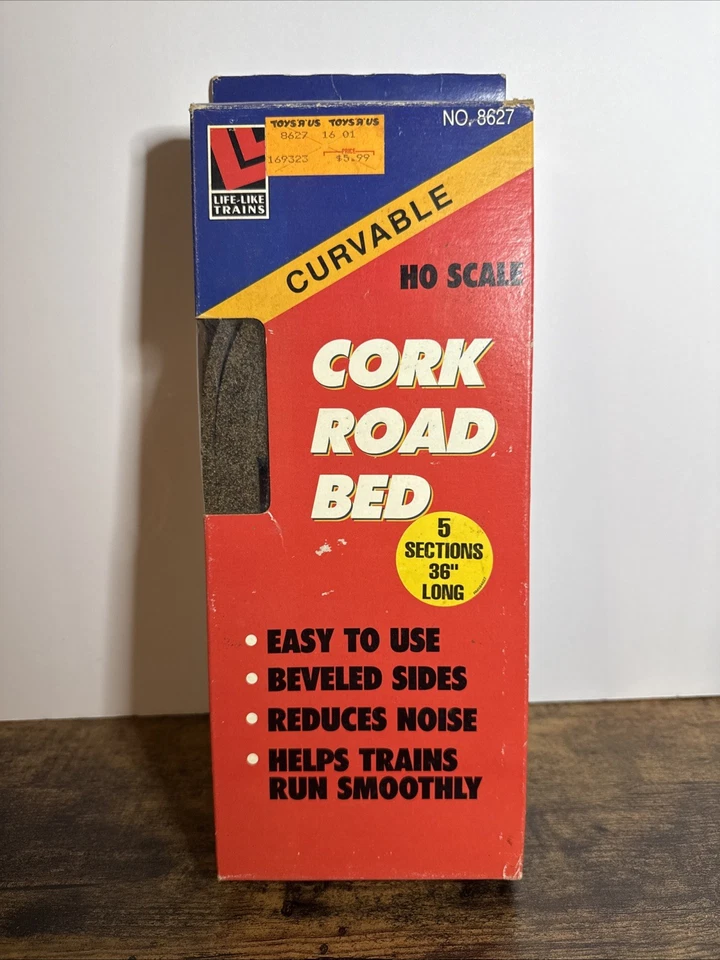 TOYS"R"US TOYS"R"US
8627 16 01
PRICE
169323 $5.99
NO. 8627
LIFE-LIKE
TRAINS
CURVABLE
HO SCALE
CORK
ROAD
BED
5
SECTIONS
36"
LONG
• EASY TO USE
• BEVELED SIDES
• REDUCES NOISE
• HELPS TRAINS
RUN SMOOTHLY